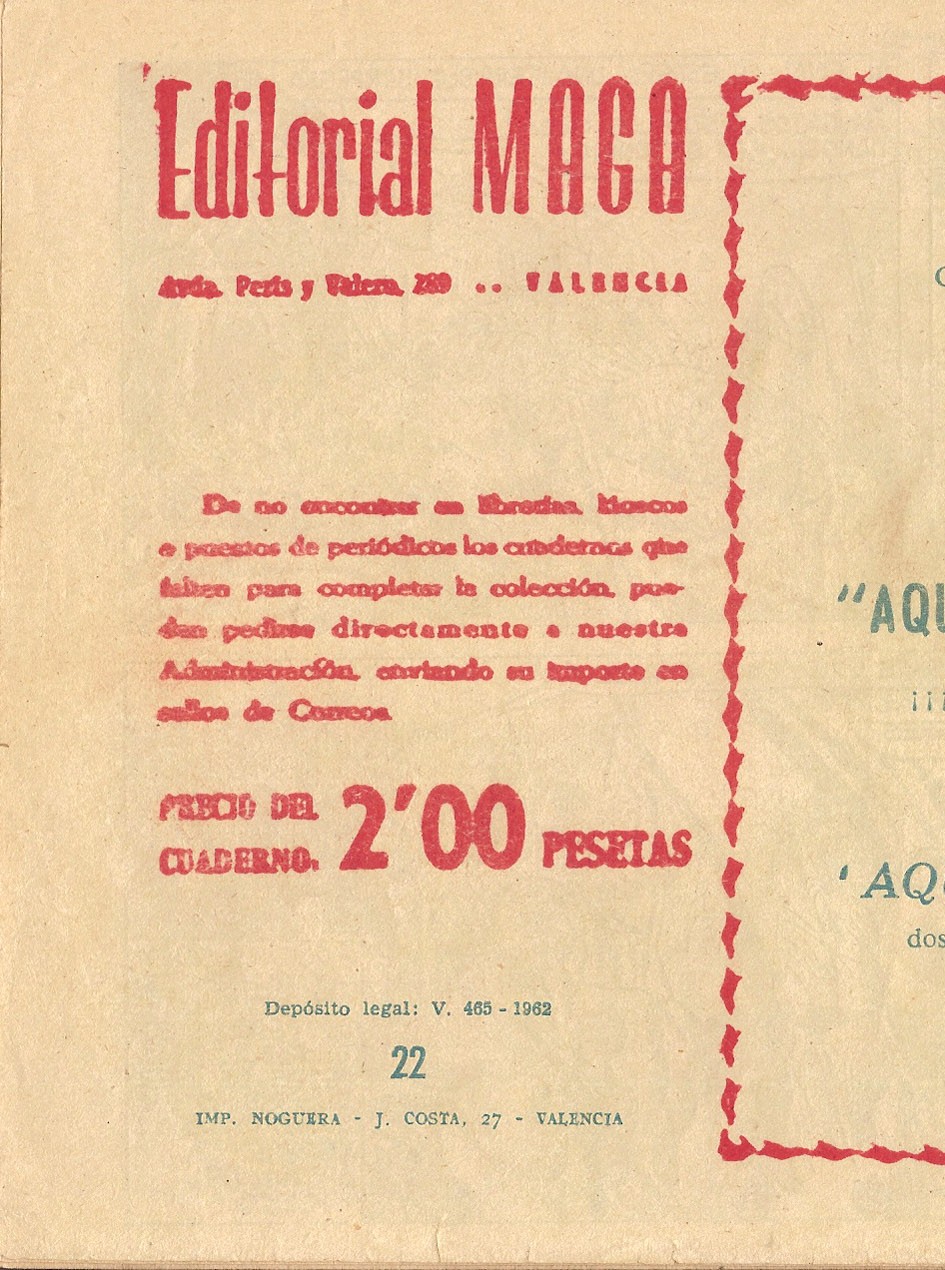 Editorial MAGA
Avda. Peris y Valero, 289 -- VALENCIA
De no encontrar en librerías, kioscos
o puestos de periódicos los cuadernos que
falten para completar la colección, pue-
den pedirse directamente a nuestra
Administración, enviando su importe en
sellos de Correos.
PRECIO DEL
CUADERNO: 2'00 PESETAS
Depósito legal: V. 465 - 1962
22
IMP. NOGUERA - J. COSTA, 27 - VALENCIA
"AQU
¡¡¡
' AQ
dos